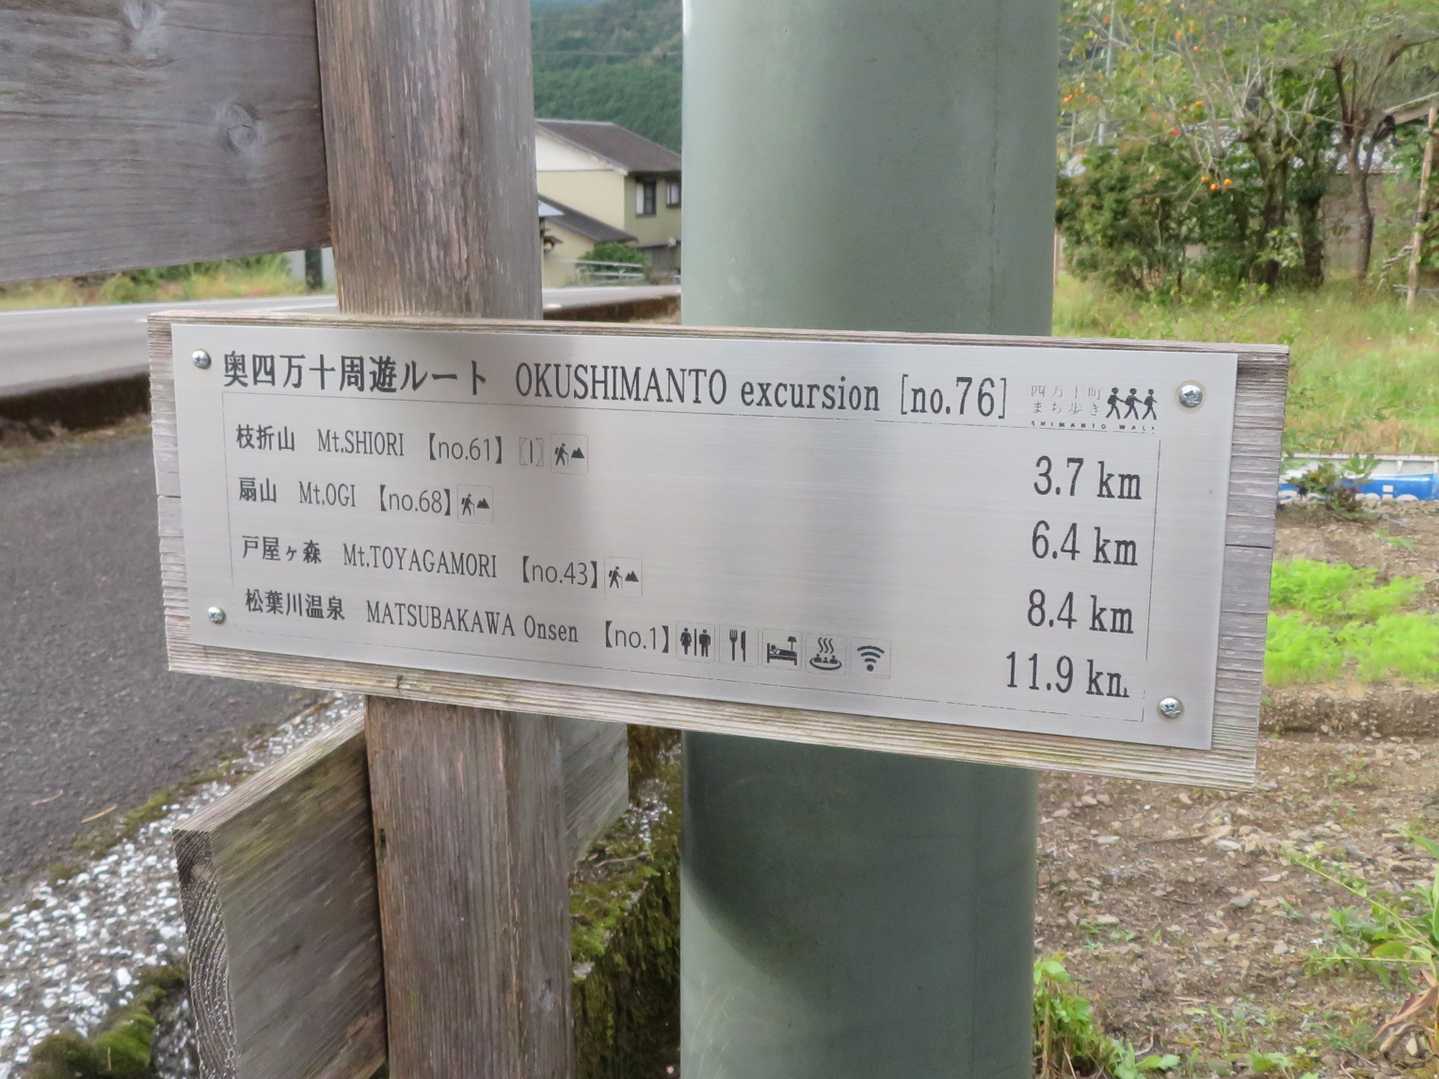 奥四万十周遊ルート OKUSHIMANTO excursion [no.76]
四万十町
まち歩き
SHIMANTO WALK
枝折山 Mt.SHIORI 【no.61】 3.7 km
扇山 Mt.OGI 【no.68】 6.4 km
戸屋ヶ森 Mt.TOYAGAMORI 【no.43】 8.4 km
松葉川温泉 MATSUBAKAWA Onsen 【no.1】 11.9 km